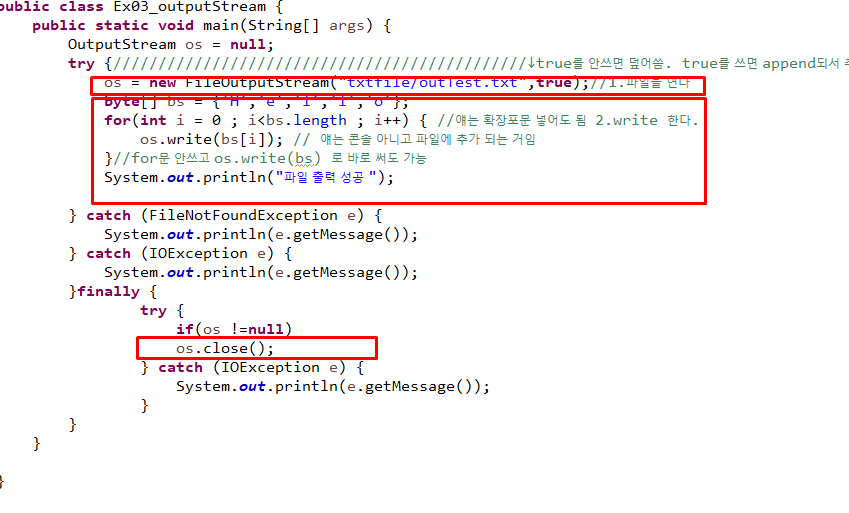 public class Ex03_outputStream {
public static void main(String[] args) {
OutputStream os = null;
try {//////////////////////////////////////////////↓true를 안쓰면 덮어씀. true를 쓰면 append되서
os = new FileOutputStream("txtfile/outTest.txt",true);//1.파일을 연다
byte[] bs = {'H','e','l','l','o'};
for(int i = 0 ; i<bs.length ; i++) { //얘는 확장포문 넣어도 됨 2.write 한다.
os.write(bs[i]); // 얘는 콘솔 아니고 파일에 추가 되는 거임
}//for문 안쓰고 os.write(bs) 로 바로 써도 가능
System.out.println("파일 출력 성공 ");
} catch (FileNotFoundException e) {
System.out.println(e.getMessage());
} catch (IOException e) {
System.out.println(e.getMessage());
}finally {
try {
if(os !=null)
os.close();
} catch (IOException e) {
System.out.println(e.getMessage());
}
}
}
}